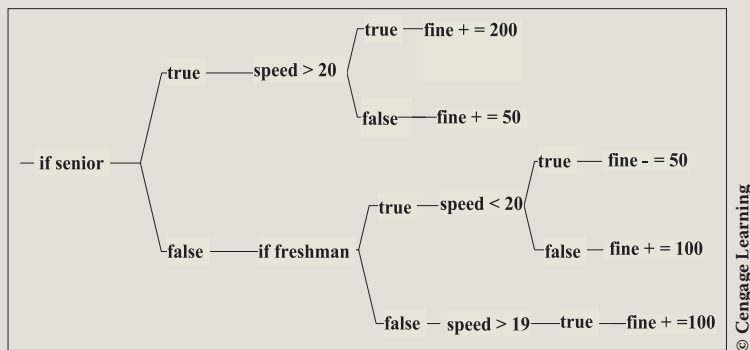 true fine + = 200
true speed > 20
false fine + = 50
if senior
true fine - = 50
true speed < 20
false if freshman
false fine + = 100
false speed > 19 true fine + =100
© Cengage Learning